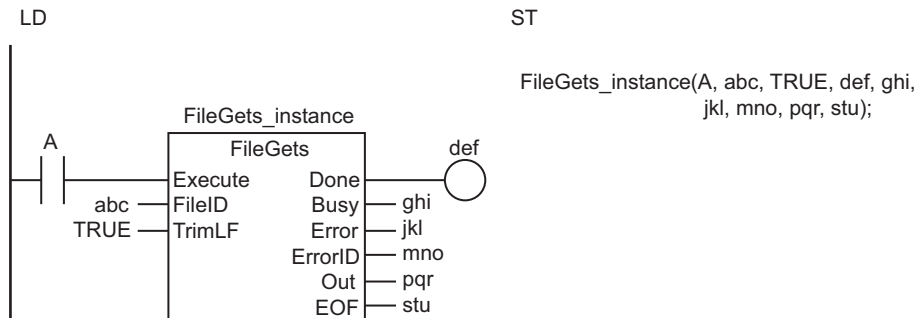 LD
ST
FileGets_instance(A, abc, TRUE, def, ghi,
jkl, mno, pqr, stu);
FileGets_instance
A
FileGets
def
Execute
Done
abc
FileID
Busy
ghi
TRUE
TrimLF
Error
jkl
ErrorID
mno
Out
pqr
EOF
stu